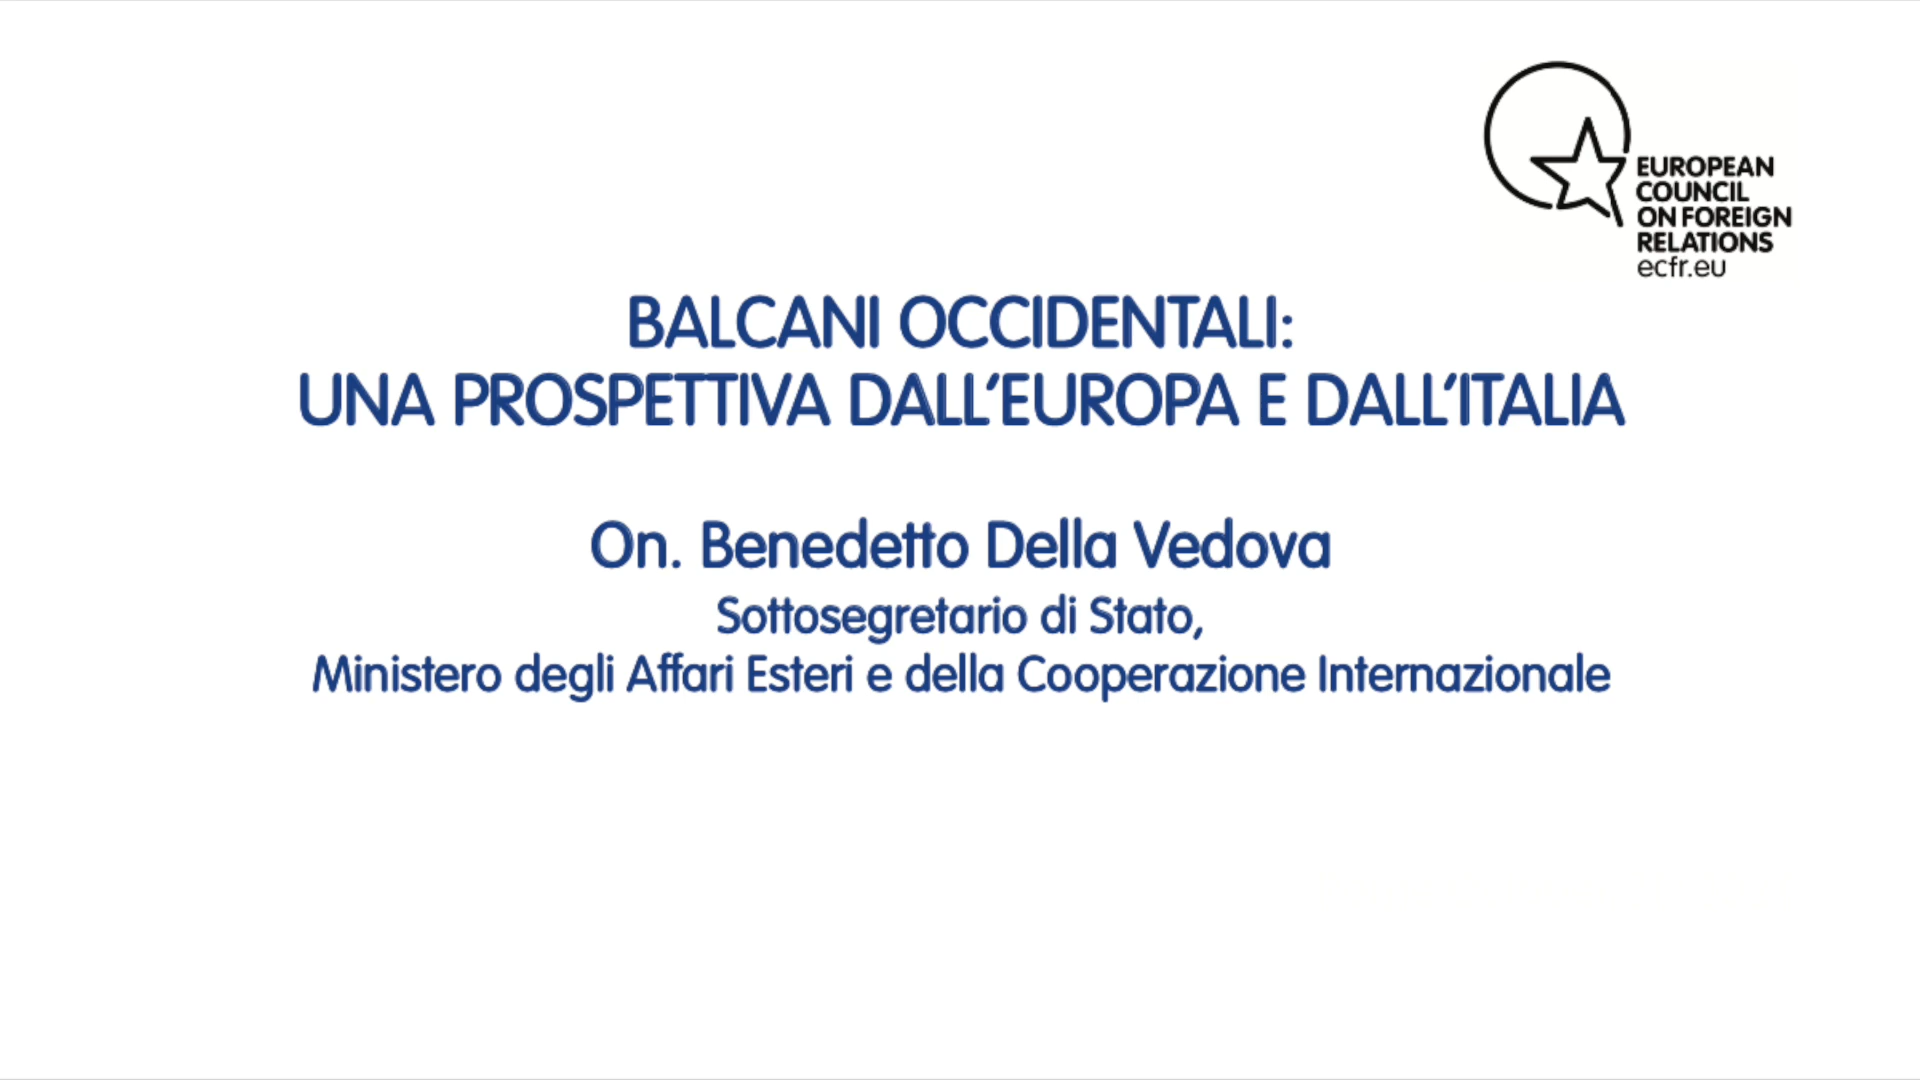 EUROPEAN
COUNCIL
ON FOREIGN
RELATIONS
ecfr.eu
BALCANI OCCIDENTALI:
UNA PROSPETTIVA DALL'EUROPA E DALL'ITALIA
On. Benedetto Della Vedova
Sottosegretario di Stato,
Ministero degli Affari Esteri e della Cooperazione Internazionale